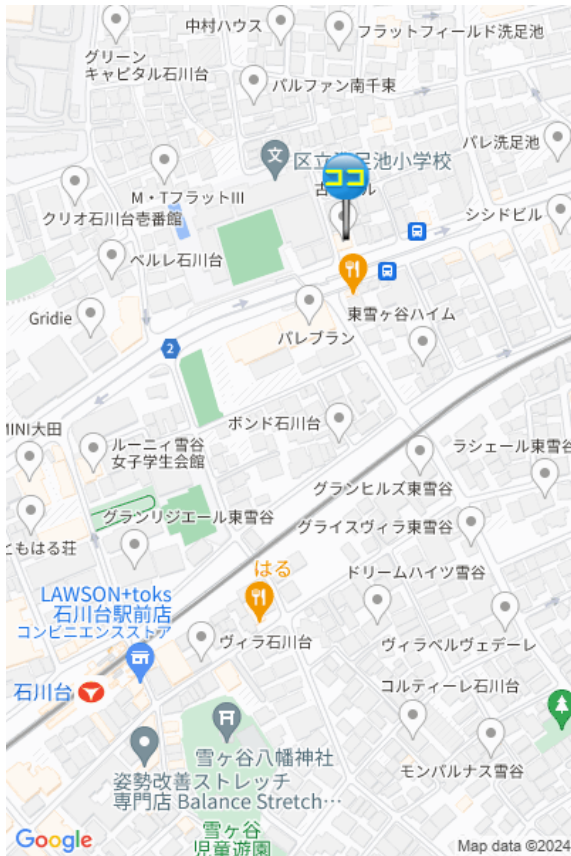 中村ハウス
フラットフィールド洗足池
グリーン
キャピタル石川台
パルファン南千束
パレ洗足池
区立洗足池小学校
ココ
M・TフラットIII
クリオ石川台壱番館
シシドビル
ベルレ石川台
東雪ヶ谷ハイム
Gridie
パレブラン
2
MINI大田
ボンド石川台
ルーニィ雪谷
女子学生会館
ラシェール東雪谷
グランヒルズ東雪谷
グランリジエール東雪谷
グライスヴィラ東雪谷
ともはる荘
はる
ドリームハイツ雪谷
LAWSON+toks
石川台駅前店
コンビニエンスストア
ヴィラ石川台
ヴィラベルヴェデーレ
石川台
コルティーレ石川台
雪ヶ谷八幡神社
モンパルナス雪谷
姿勢改善ストレッチ
専門店 Balance Stretch…
雪ヶ谷
児童遊園
Google
Map data ©2024